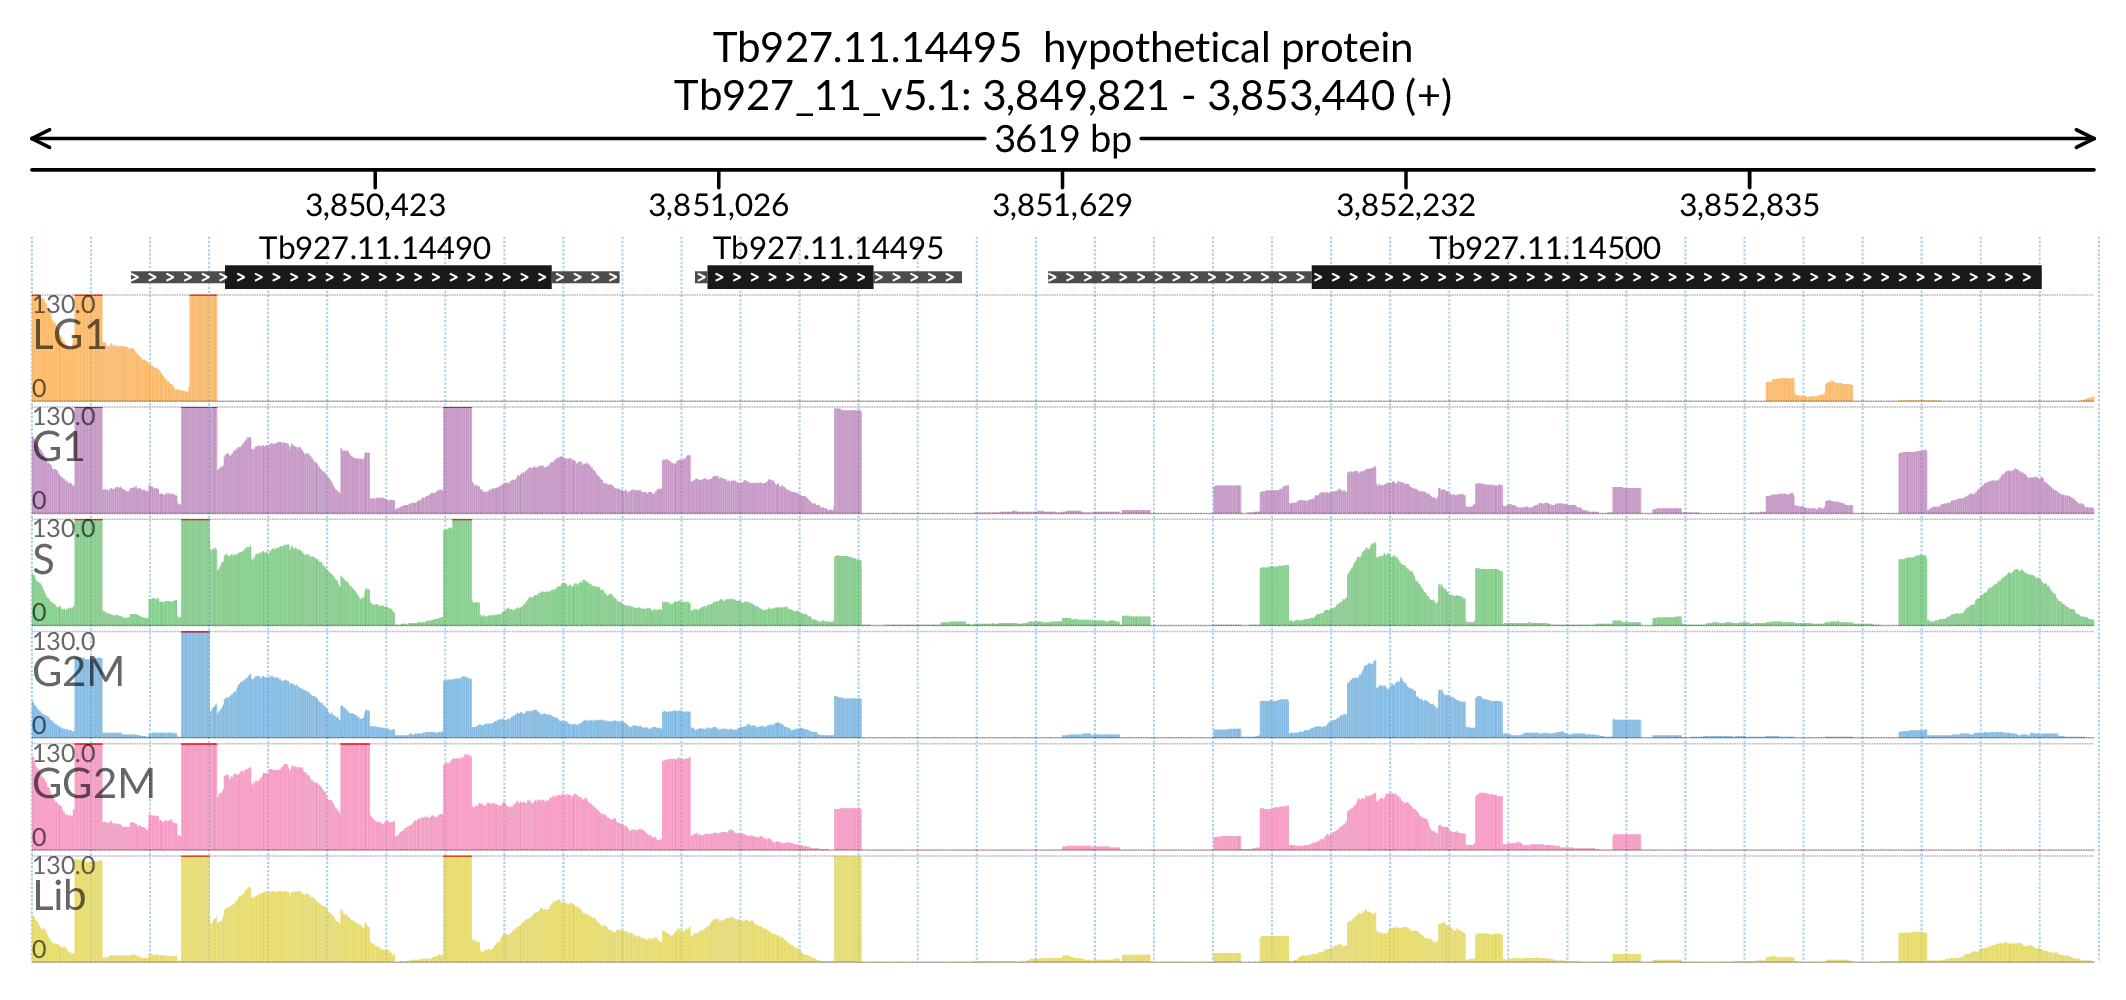 Tb927.11.14495 hypothetical protein
Tb927_11_v5.1: 3,849,821 - 3,853,440 (+)
3619 bp
3,850,423 3,851,026 3,851,629 3,852,232 3,852,835
Tb927.11.14490 Tb927.11.14495 Tb927.11.14500
130.0
LG1
0
130.0
G1
0
130.0
S
0
130.0
G2M
0
130.0
GG2M
0
130.0
Lib
0